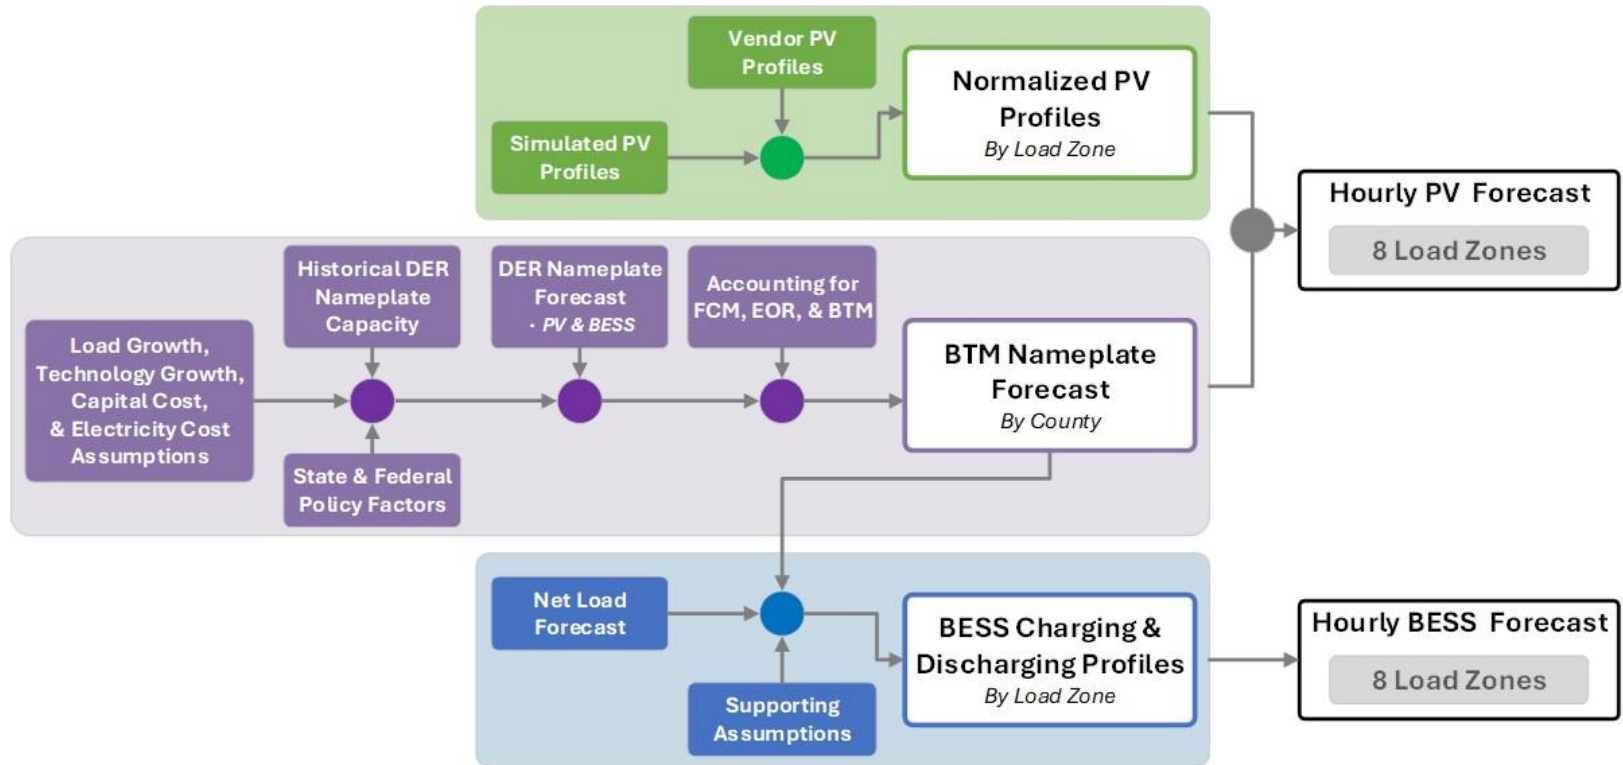 Vendor PV
Profiles
Simulated PV
Profiles
Normalized PV
Profiles
By Load Zone
Hourly PV Forecast
8 Load Zones
Load Growth,
Technology Growth,
Capital Cost,
& Electricity Cost
Assumptions
Historical DER
Nameplate
Capacity
State & Federal
Policy Factors
DER Nameplate
Forecast
· PV & BESS
Accounting for
FCM, EOR, & BTM
BTM Nameplate
Forecast
By County
Net Load
Forecast
Supporting
Assumptions
BESS Charging &
Discharging Profiles
By Load Zone
Hourly BESS Forecast
8 Load Zones